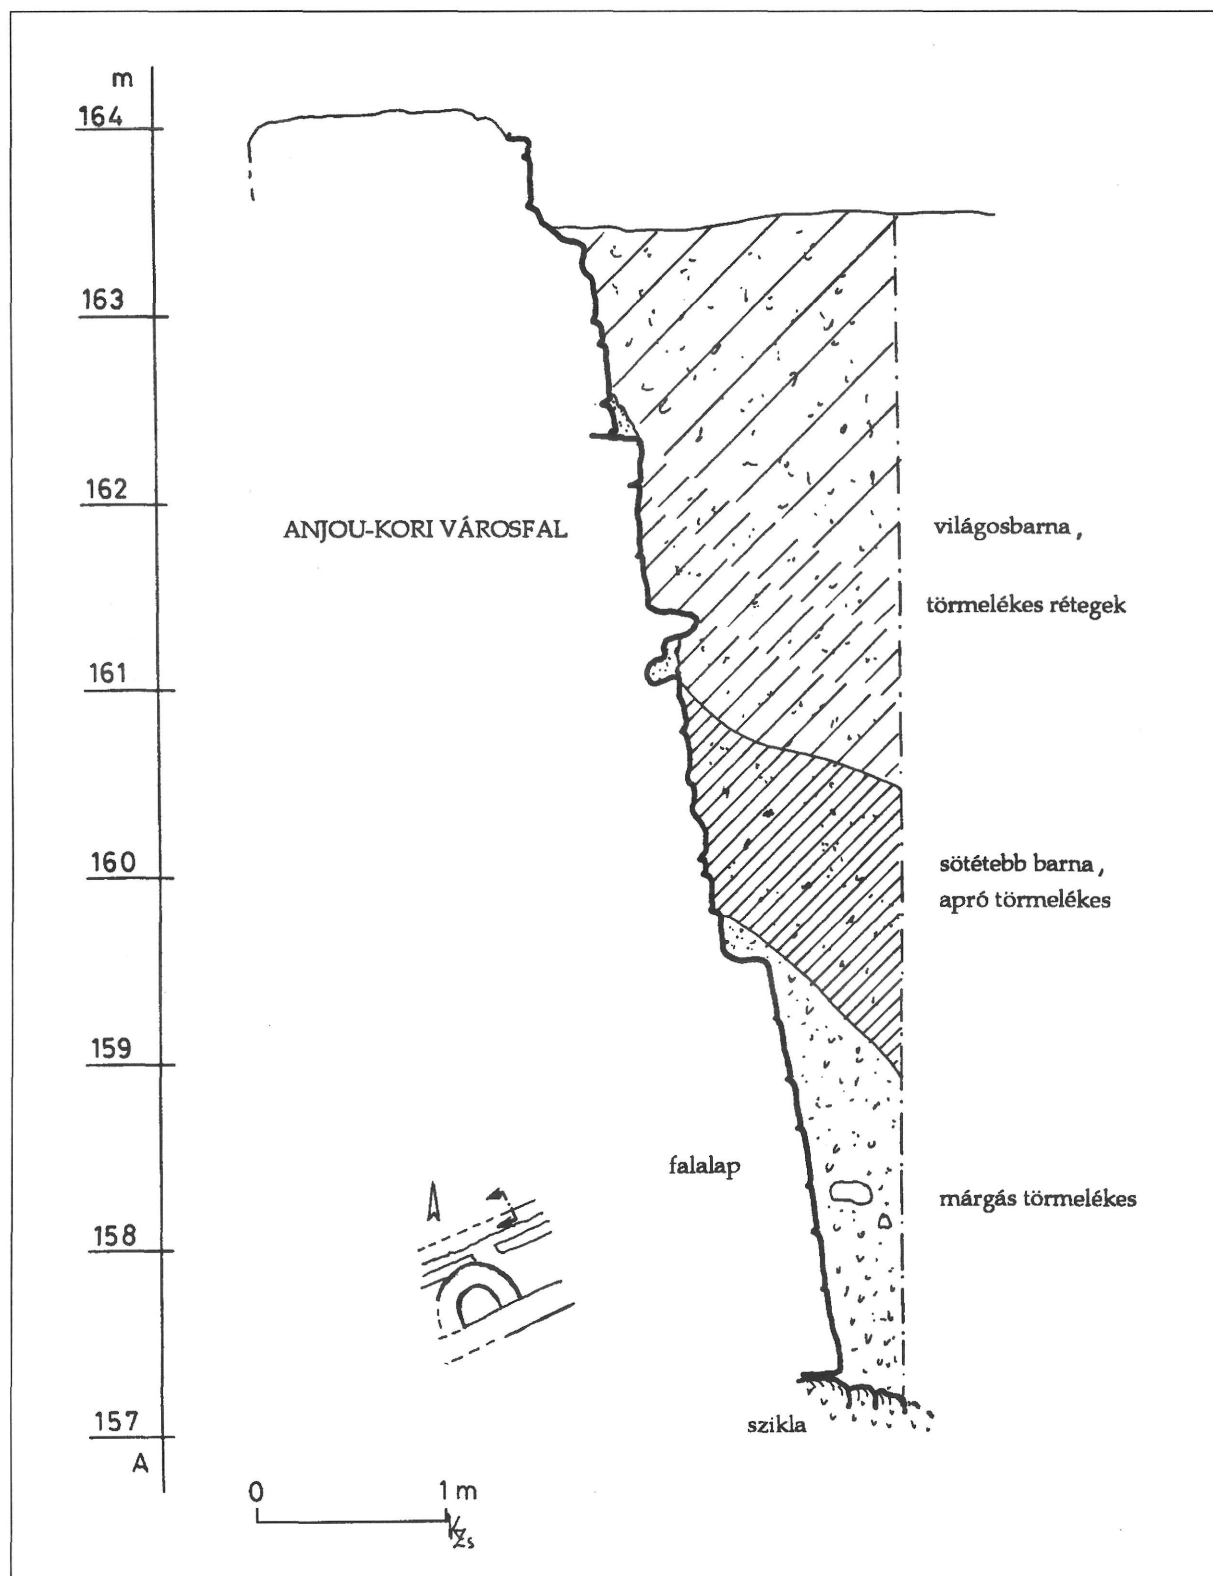 m
164
163
162
ANJOU-KORI VÁROSFAL
világosbarna,
törmelékes rétegek
161
160
sötétebb barna,
apró törmelékes
159
falalap
márgás törmelékes
158
157
szikla
A
0 1 m
KZs